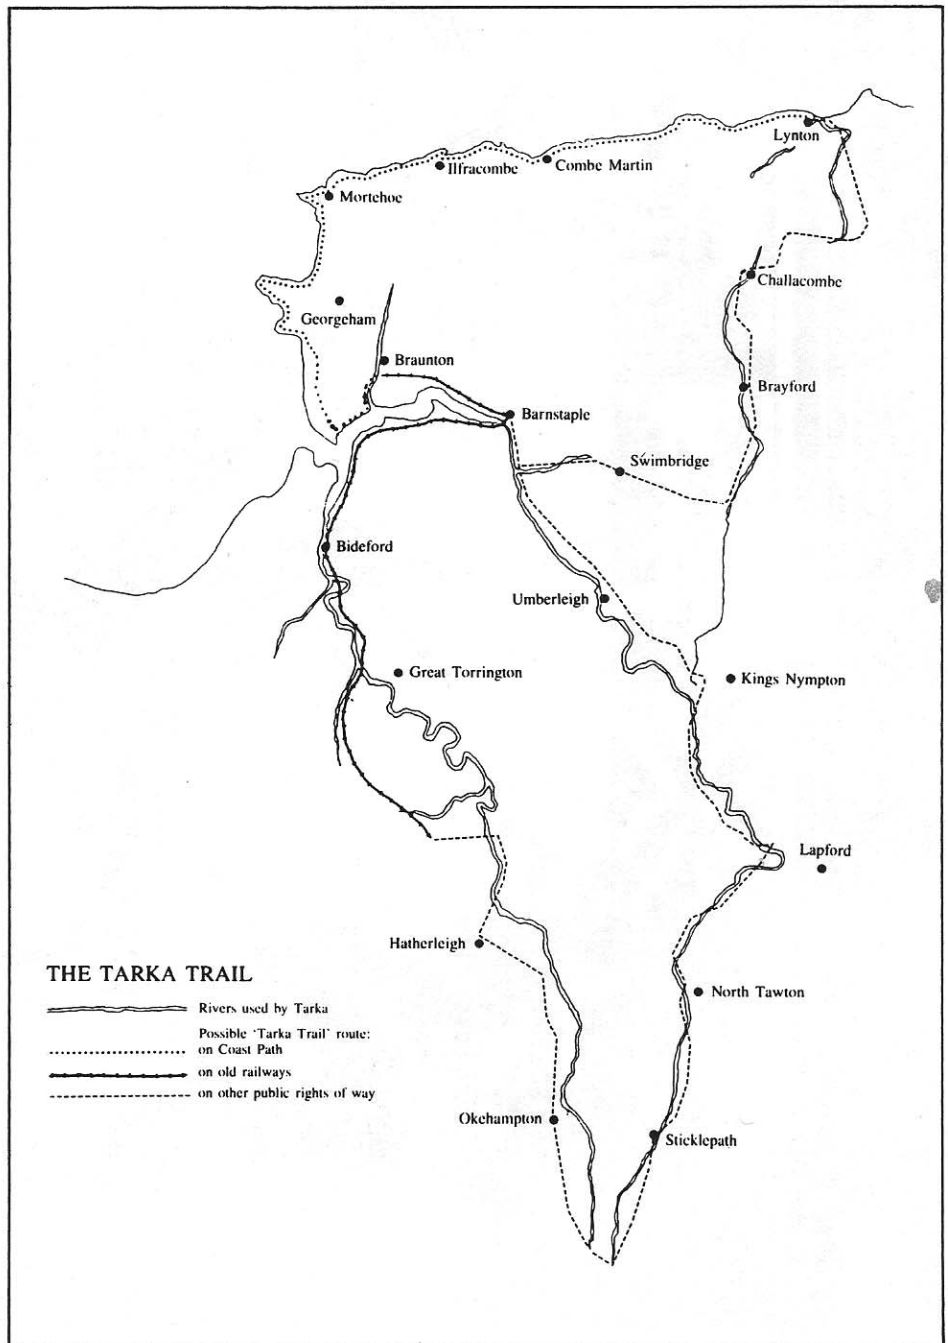 Lynton
Ilfracombe
Combe Martin
Mortehoe
Challacombe
Georgeham
Braunton
Brayford
Barnstaple
Swimbridge
Bideford
Umberleigh
Great Torrington
Kings Nympton
Lapford
Hatherleigh
THE TARKA TRAIL
North Tawton
Rivers used by Tarka
Possible 'Tarka Trail' route:
on Coast Path
on old railways
on other public rights of way
Okehampton
Sticklepath